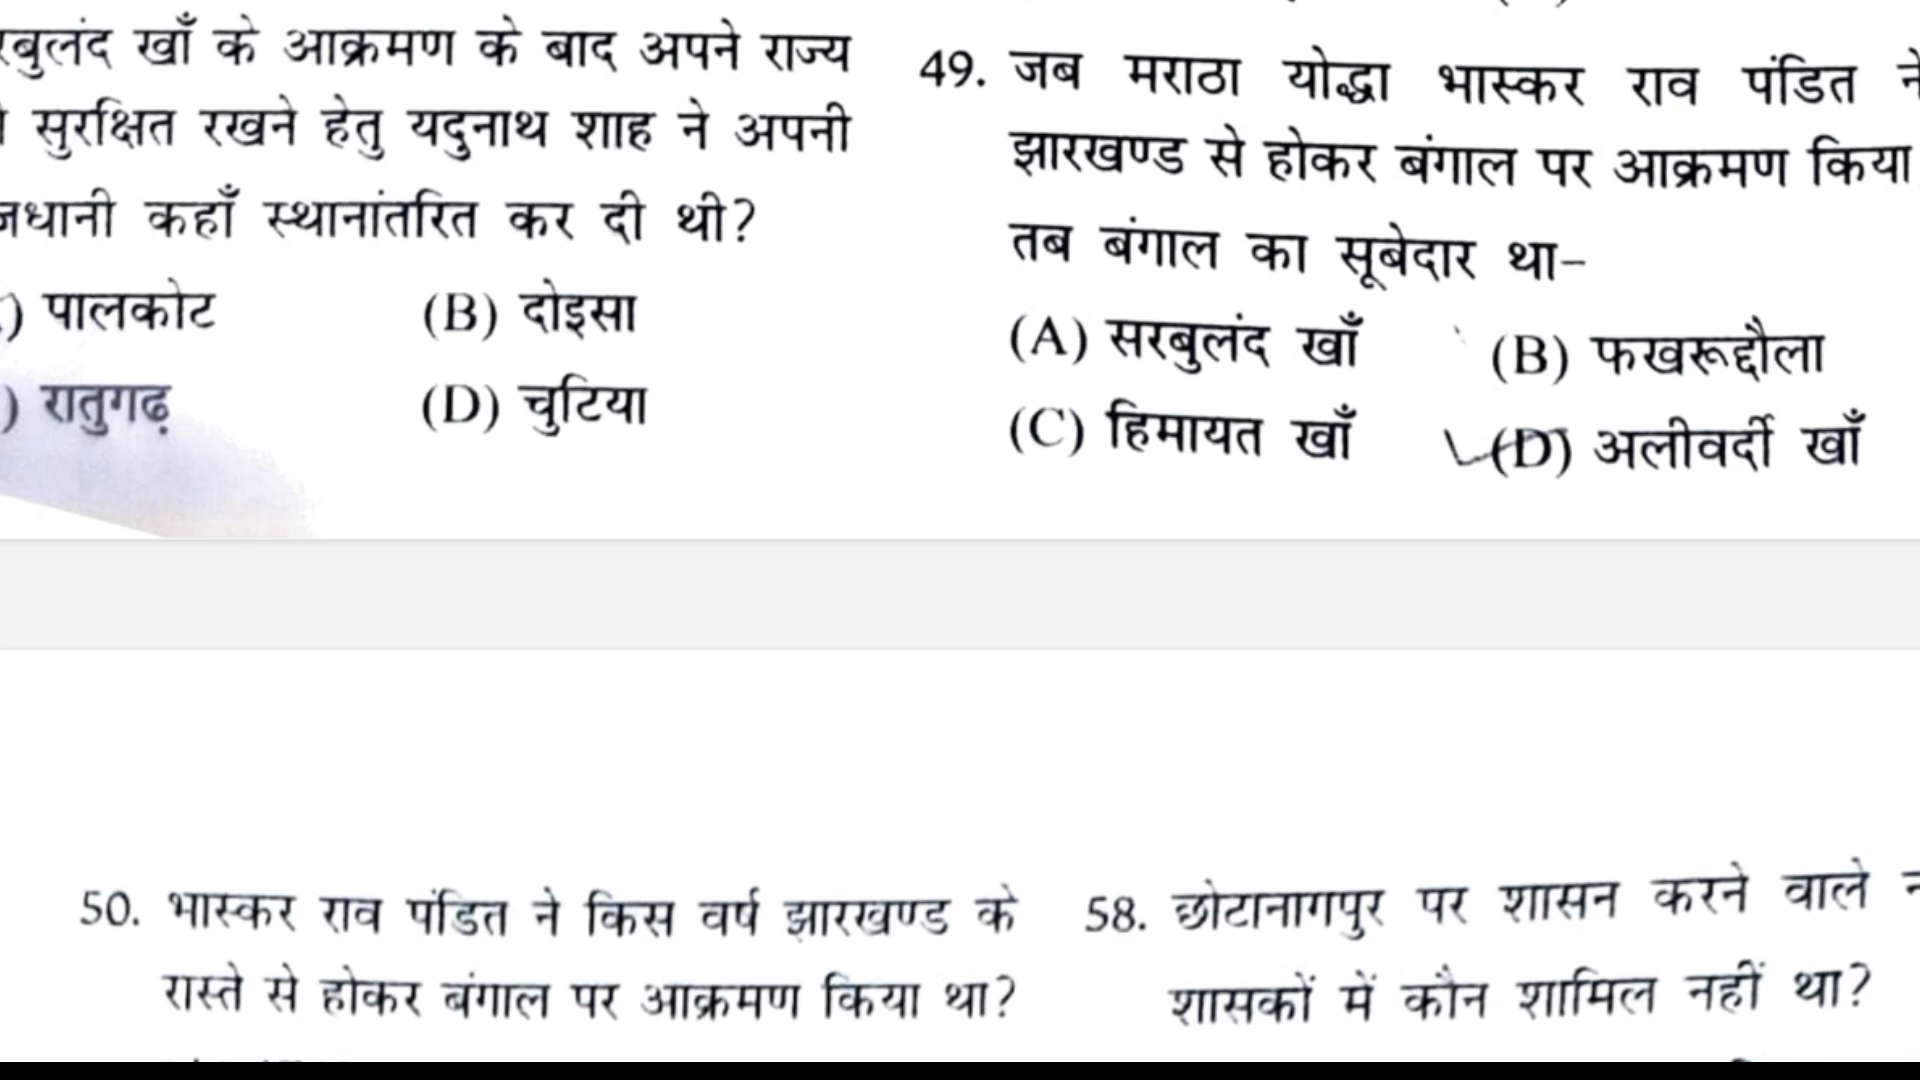 रबुलंद खाँ के आक्रमण के बाद अपने राज्य
सुरक्षित रखने हेतु यदुनाथ शाह ने अपनी
जधानी कहाँ स्थानांतरित कर दी थी?
) पालकोट (B) दोइसा
) रातुगढ़ (D) चुटिया
49. जब मराठा योद्धा भास्कर राव पंडित ने
झारखण्ड से होकर बंगाल पर आक्रमण किया
तब बंगाल का सूबेदार था–
(A) सरबुलंद खाँ (B) फखरूद्दौला
(C) हिमायत खाँ (D) अलीवर्दी खाँ
50. भास्कर राव पंडित ने किस वर्ष झारखण्ड के
रास्ते से होकर बंगाल पर आक्रमण किया था?
58. छोटानागपुर पर शासन करने वाले
शासकों में कौन शामिल नहीं था?